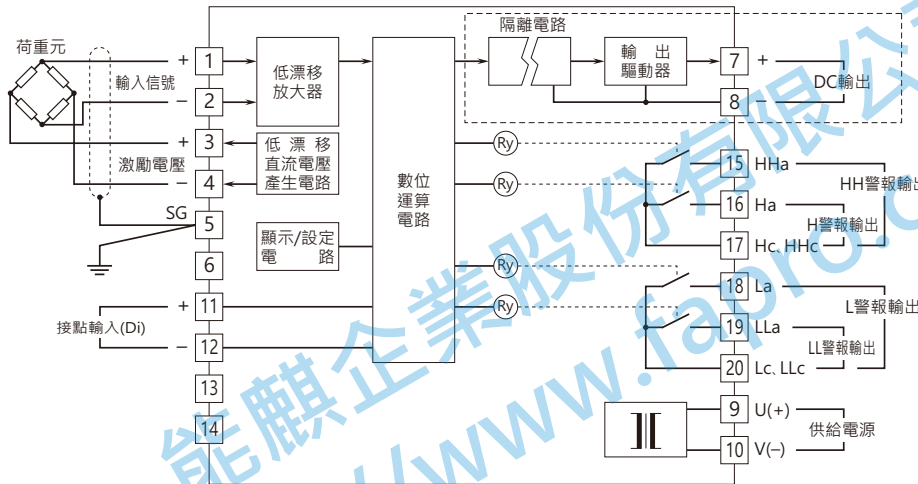 荷重元
+
輸入信號
−
+
激勵電壓
−
SG
1
2
3
4
5
6
+
接點輸入(Di)
−
11
12
13
14
低漂移
放大器
低漂移
直流電壓
產生電路
顯示/設定
電路
數位
運算
電路
隔離電路
輸出
驅動器
Ry
Ry
Ry
Ry
7
+
8
−
DC輸出
15
HHa
HH警報輸出
16
Ha
H警報輸出
17
Hc、HHc
18
La
L警報輸出
19
LLa
LL警報輸出
20
Lc、LLc
9
U(+)
供給電源
10
V(−)
能麒企業股份有限公
//www.fapro.c